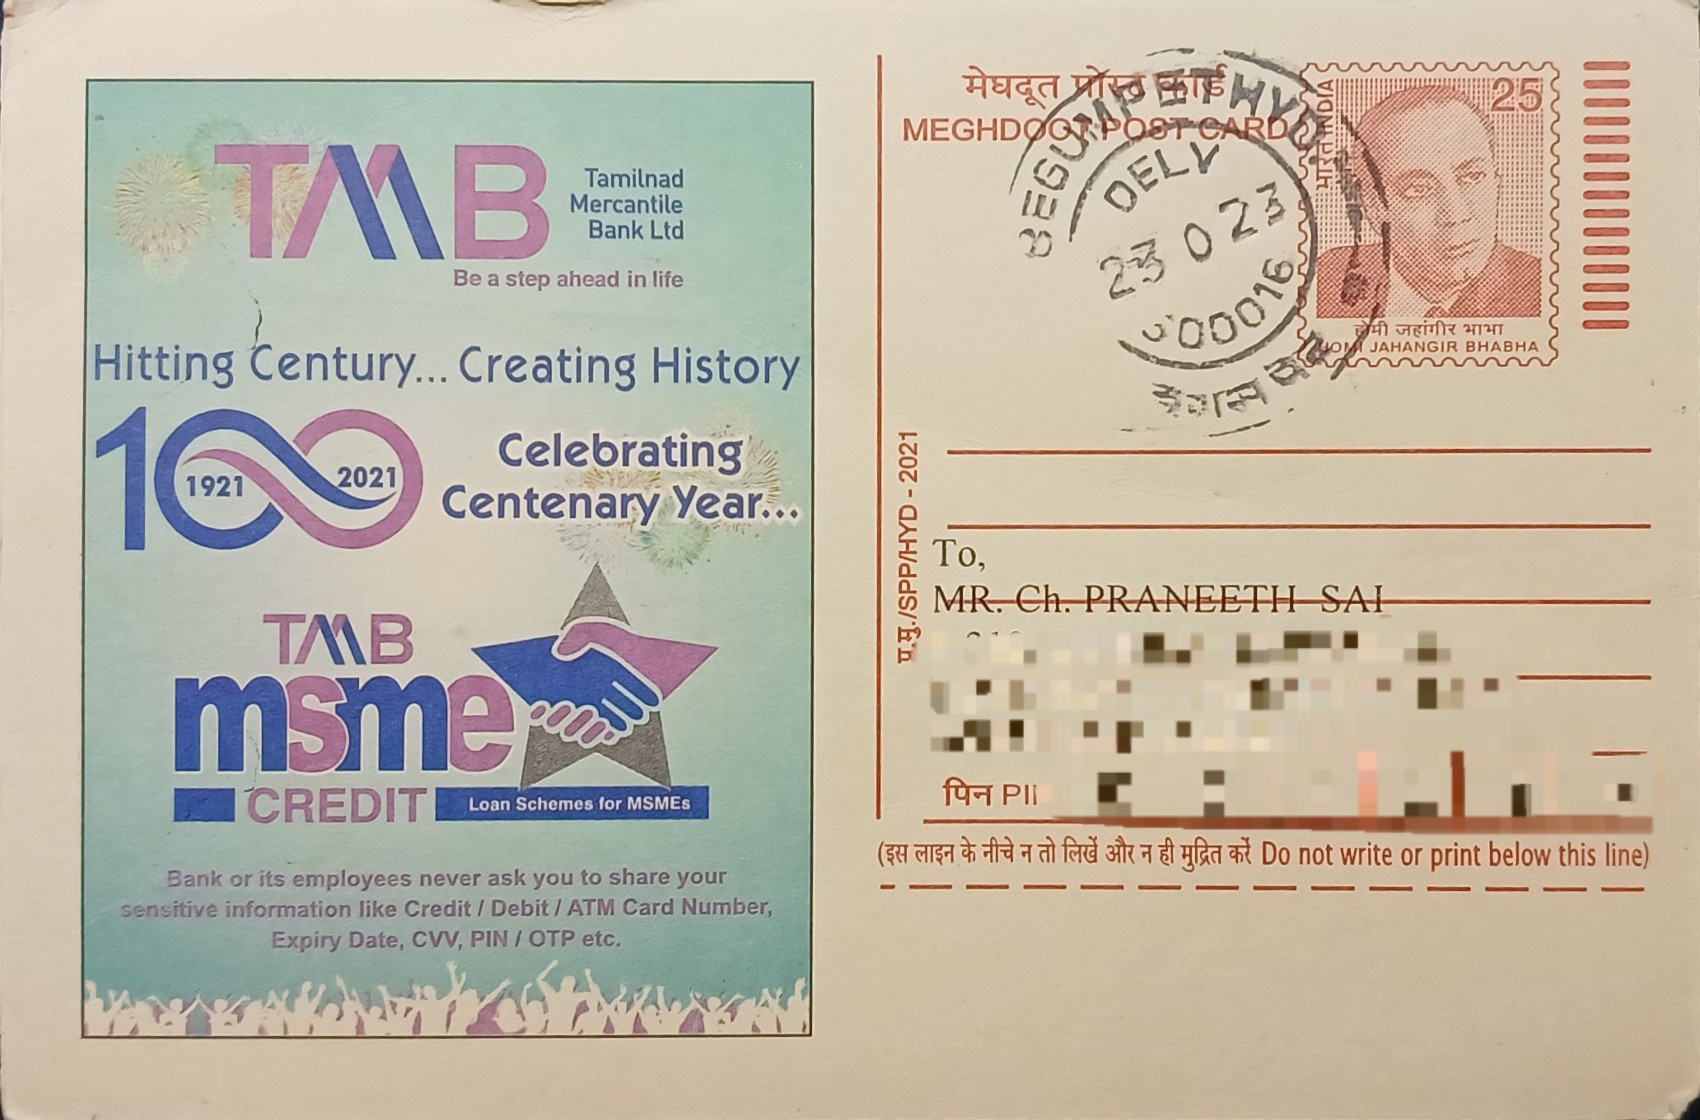 TMB
Tamilnad
Mercantile
Bank Ltd
Be a step ahead in life
Hitting Century... Creating History
100
1921 2021
Celebrating
Centenary Year...
TMB
msme
CREDIT
Loan Schemes for MSMEs
Bank or its employees never ask you to share your
sensitive information like Credit / Debit / ATM Card Number,
Expiry Date, CVV, PIN / OTP etc.
मेघदूत पोस्ट कार्ड
MEGHDOOT POST CARD
BEGUMPET HYD.
DELY
23 0 23
500016
बेगमपेट
25
भारत INDIA
होमी जहांगीर भाभा
HOMI JAHANGIR BHABHA
प.मु./SPP/HYD - 2021
To,
MR. Ch. PRANEETH SAI
पिन PI
(इस लाइन के नीचे न तो लिखें और न ही मुद्रित करें Do not write or print below this line)